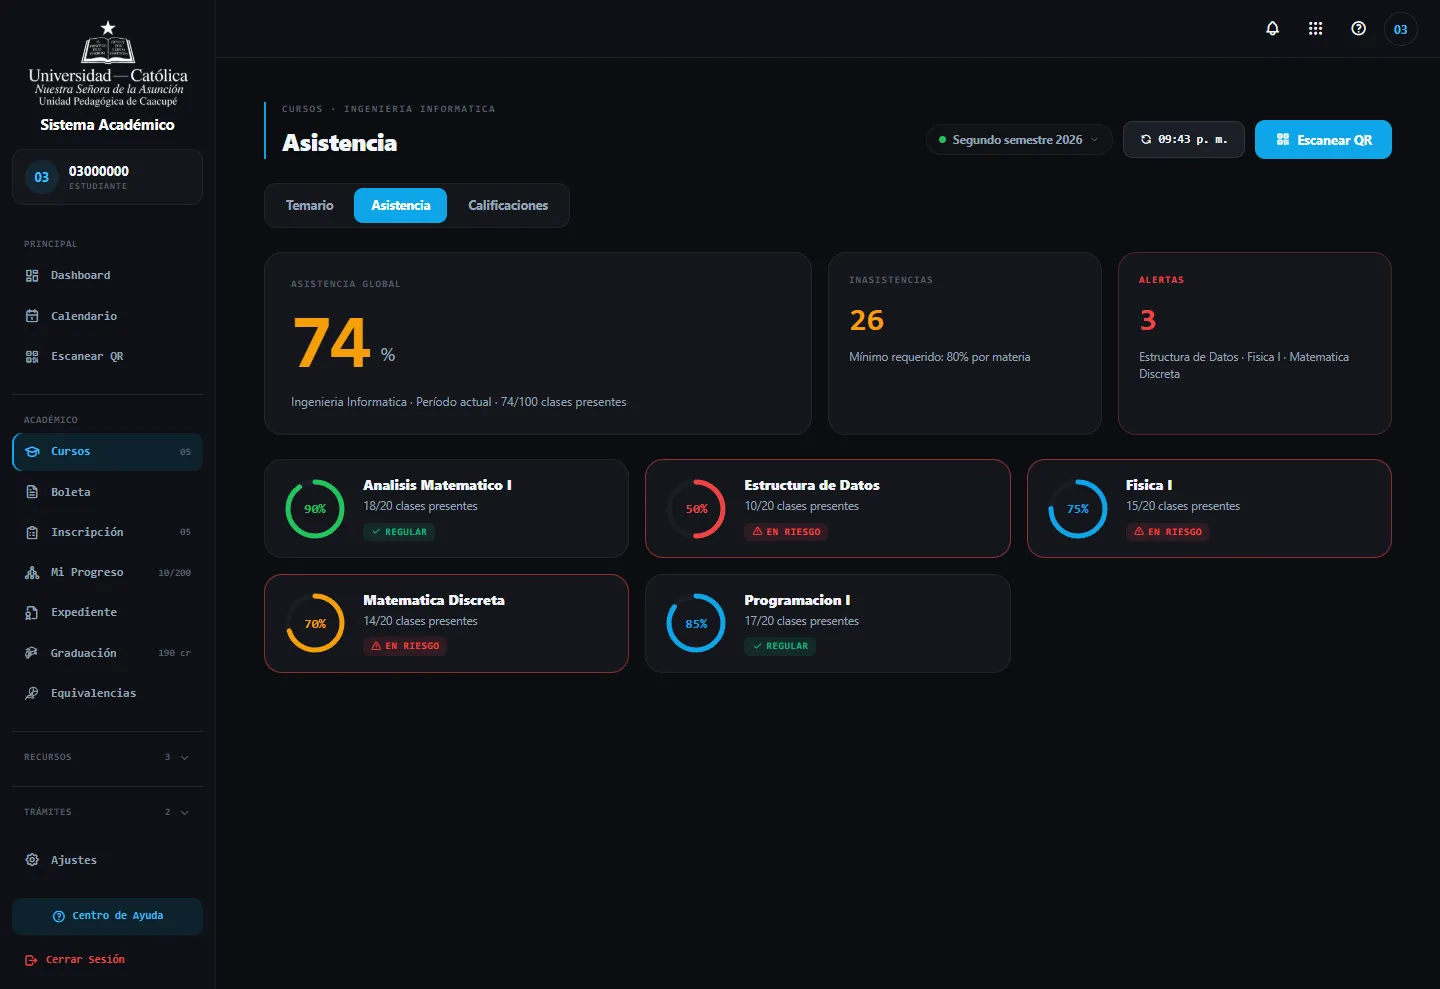 Universidad—Católica
Nuestra Señora de la Asunción
Unidad Pedagógica de Caacupé
Sistema Académico
03
03000000
ESTUDIANTE
PRINCIPAL
Dashboard
Calendario
Escanear QR
ACADÉMICO
Cursos 05
Boleta
Inscripción 05
Mi Progreso 10/200
Expediente
Graduación 190 cr
Equivalencias
RECURSOS 3
TRÁMITES 2
Ajustes
Centro de Ayuda
Cerrar Sesión
03
CURSOS · INGENIERIA INFORMATICA
Asistencia
Segundo semestre 2026
09:43 p. m.
Escanear QR
Temario Asistencia Calificaciones
ASISTENCIA GLOBAL
74 %
Ingenieria Informatica · Período actual · 74/100 clases presentes
INASISTENCIAS
26
Mínimo requerido: 80% por materia
ALERTAS
3
Estructura de Datos · Fisica I · Matematica
Discreta
90%
Analisis Matematico I
18/20 clases presentes
REGULAR
50%
Estructura de Datos
10/20 clases presentes
EN RIESGO
75%
Fisica I
15/20 clases presentes
EN RIESGO
70%
Matematica Discreta
14/20 clases presentes
EN RIESGO
85%
Programacion I
17/20 clases presentes
REGULAR